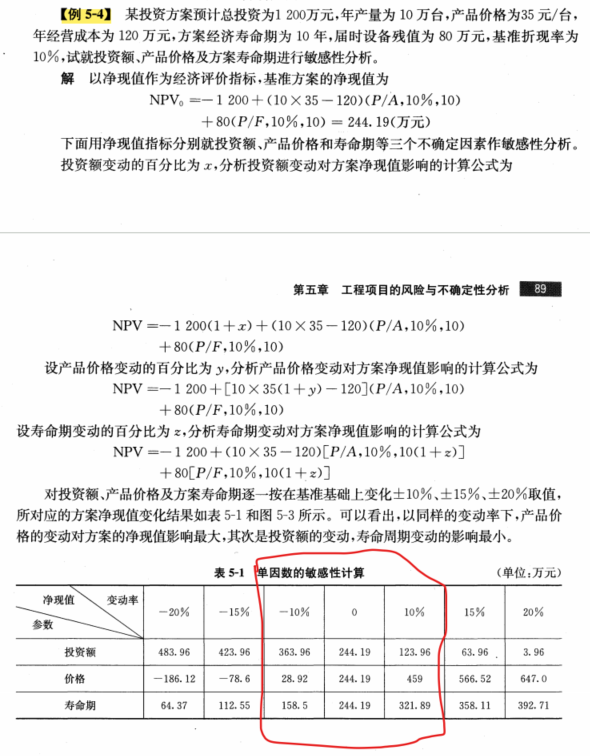 【例 5-4】 某投资方案预计总投资为1 200万元,年产量为 10 万台,产品价格为35 元/台,
年经营成本为 120 万元,方案经济寿命期为 10 年,届时设备残值为 80 万元,基准折现率为
10%,试就投资额、产品价格及方案寿命期进行敏感性分析。
解 以净现值作为经济评价指标,基准方案的净现值为
NPV₀ =-1 200+(10×35-120)(P/A,10%,10)
+80(P/F,10%,10) = 244.19(万元)
下面用净现值指标分别就投资额、产品价格和寿命期等三个不确定因素作敏感性分析。
投资额变动的百分比为 x,分析投资额变动对方案净现值影响的计算公式为
第五章 工程项目的风险与不确定性分析 89
NPV =-1 200(1+x)+(10×35-120)(P/A,10%,10)
+80(P/F,10%,10)
设产品价格变动的百分比为 y,分析产品价格变动对方案净现值影响的计算公式为
NPV =-1 200+[10×35(1+y)-120](P/A,10%,10)
+80(P/F,10%,10)
设寿命期变动的百分比为 z,分析寿命期变动对方案净现值影响的计算公式为
NPV =-1 200+(10×35-120)[P/A,10%,10(1+z)]
+80[P/F,10%,10(1+z)]
对投资额、产品价格及方案寿命期逐一按在基准基础上变化±10%、±15%、±20%取值,
所对应的方案净现值变化结果如表 5-1 和图 5-3 所示。可以看出,以同样的变动率下,产品价
格的变动对方案的净现值影响最大,其次是投资额的变动,寿命周期变动的影响最小。
表 5-1 单因数的敏感性计算 (单位:万元)
净现值 变动率 参数 -20% -15% -10% 0 10% 15% 20%
投资额 483.96 423.96 363.96 244.19 123.96 63.96 3.96
价格 -186.12 -78.6 28.92 244.19 459 566.52 647.0
寿命期 64.37 112.55 158.5 244.19 321.89 358.11 392.71